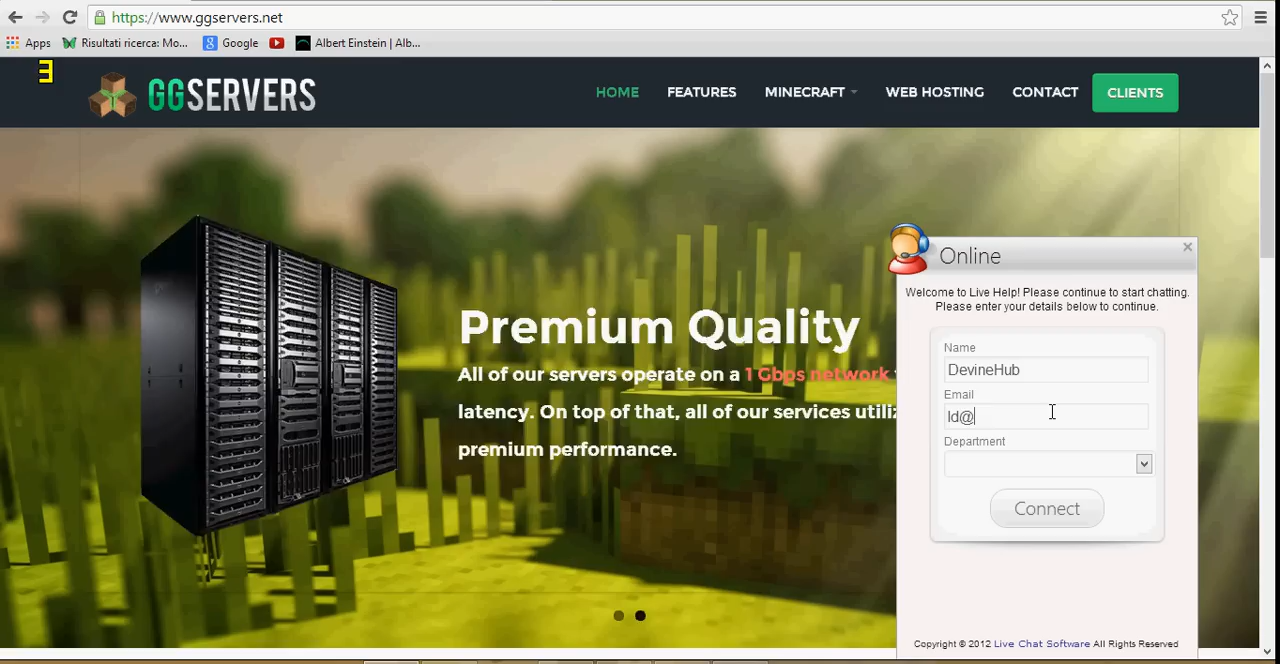 https://www.ggservers.net
Apps Risultati ricerca: Mo... Google Albert Einstein | Alb...
3
GGSERVERS
HOME FEATURES MINECRAFT WEB HOSTING CONTACT CLIENTS
Online
Welcome to Live Help! Please continue to start chatting.
Please enter your details below to continue.
Name
DevineHub
Email
ld@
Department
Connect
Premium Quality
All of our servers operate on a 1 Gbps network
latency. On top of that, all of our services utiliz
premium performance.
Copyright © 2012 Live Chat Software All Rights Reserved